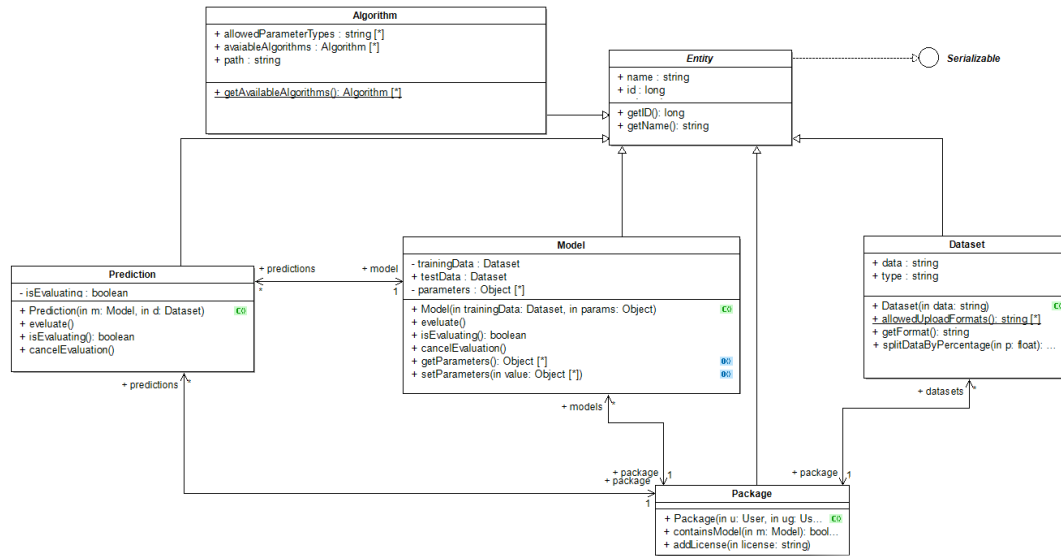 Algorithm
+ allowedParameterTypes : string [*]
+ avaiableAlgorithms : Algorithm [*]
+ path : string
+ getAvailableAlgorithms(): Algorithm [*]
Entity
+ name : string
+ id : long
+ getID(): long
+ getName(): string
Serializable
Prediction
- isEvaluating : boolean
+ Prediction(in m: Model, in d: Dataset)
+ eveluate()
+ isEvaluating(): boolean
+ cancelEvaluation()
+ predictions
*
+ model
1
Model
- trainingData : Dataset
+ testData : Dataset
- parameters : Object [*]
+ Model(in trainingData: Dataset, in params: Object)
+ eveluate()
+ isEvaluating(): boolean
+ cancelEvaluation()
+ getParameters(): Object [*]
+ setParameters(in value: Object [*])
Dataset
+ data : string
+ type : string
+ Dataset(in data: string)
+ allowedUploadFormats(): string [*]
+ getFormat(): string
+ splitDataByPercentage(in p: float): ...
+ predictions
*
+ models
*
+ datasets
*
+ package
1
+ package
1
+ package
1
Package
+ Package(in u: User, in ug: Us...
+ containsModel(in m: Model): bool...
+ addLicense(in license: string)